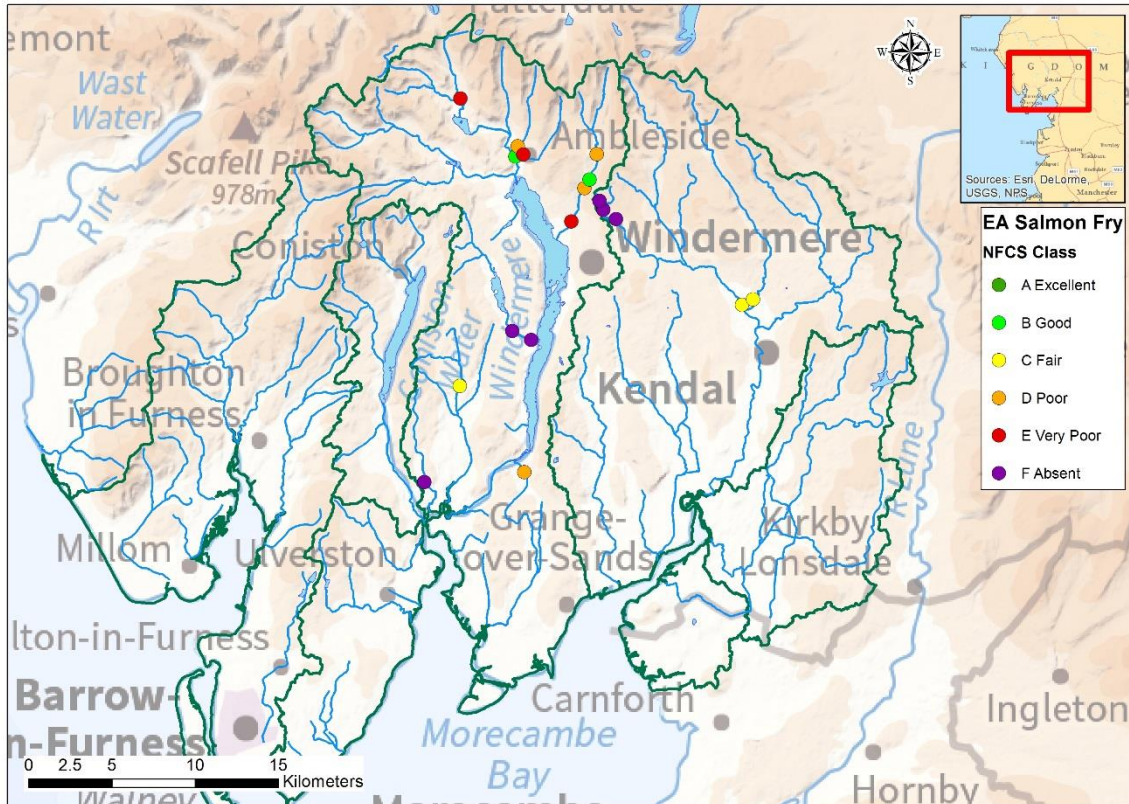 Patterdale
emont
Wast
Water
Scafell Pike
978m
R Irt
Ambleside
Coniston
Windermere
Windermere
Coniston
Water
Broughton
in Furness
Kendal
R Lune
Millom
Ulverston
Grange-
over-Sands
Kirkby
Lonsdale
lton-in-Furness
Barrow-
n-Furness
Carnforth
Morecambe
Bay
Ingleton
Hornby
Walney
Morecambe
0 2.5 5 10 15
Kilometers
N
W E
S
K I G D O M
Sources: Esri, DeLorme,
USGS, NPS
EA Salmon Fry
NFCS Class
A Excellent
B Good
C Fair
D Poor
E Very Poor
F Absent